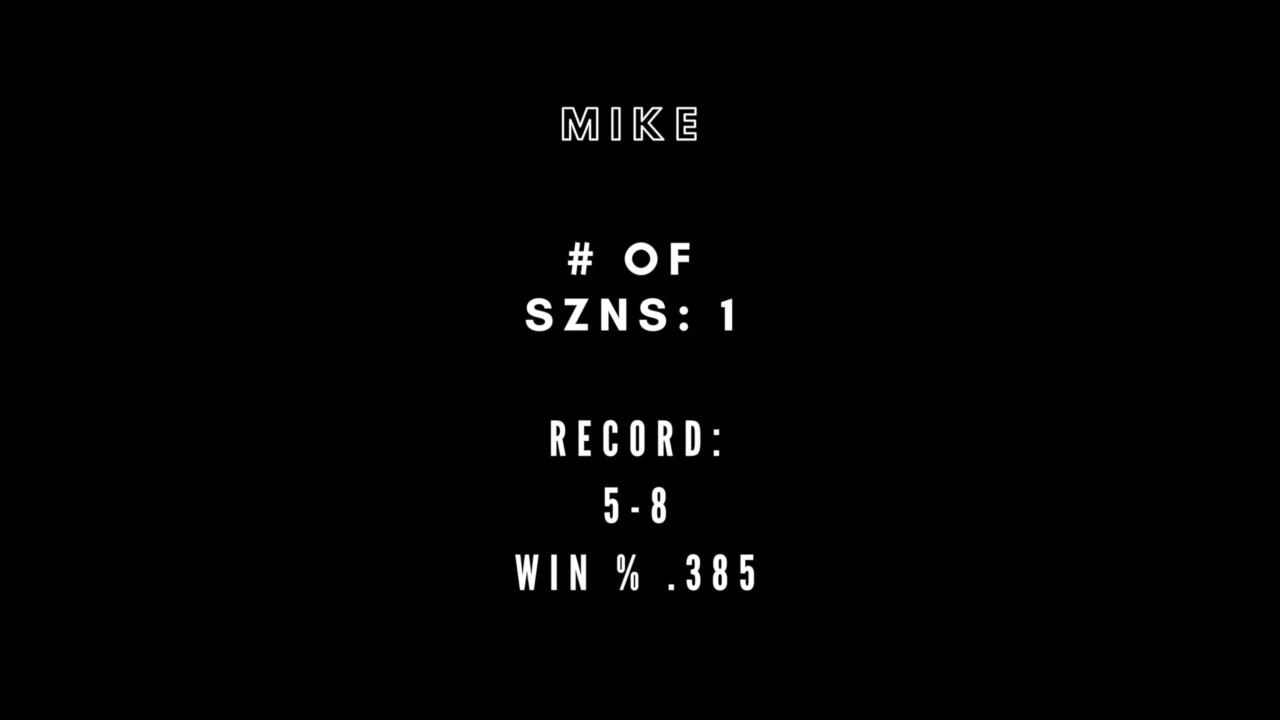 MIKE
# OF
SZNS: 1
RECORD:
5-8
WIN % .385